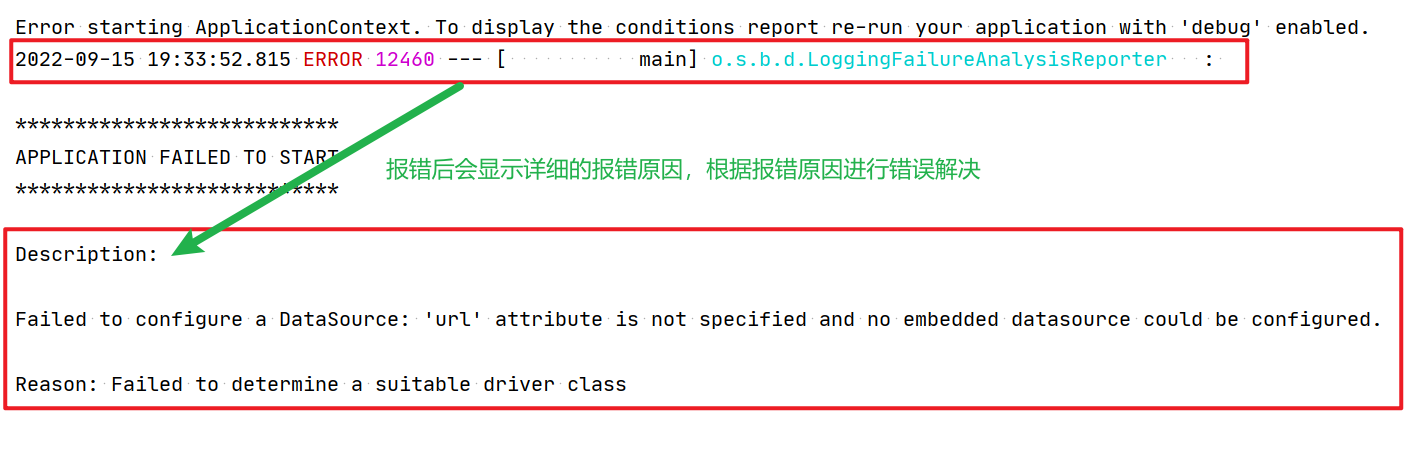 Error starting ApplicationContext. To display the conditions report re-run your application with 'debug' enabled.
2022-09-15 19:33:52.815 ERROR 12460 --- [           main] o.s.b.d.LoggingFailureAnalysisReporter   :
***************************
APPLICATION FAILED TO START
报错后会显示详细的报错原因，根据报错原因进行错误解决
***************************
Description:
Failed to configure a DataSource: 'url' attribute is not specified and no embedded datasource could be configured.
Reason: Failed to determine a suitable driver class